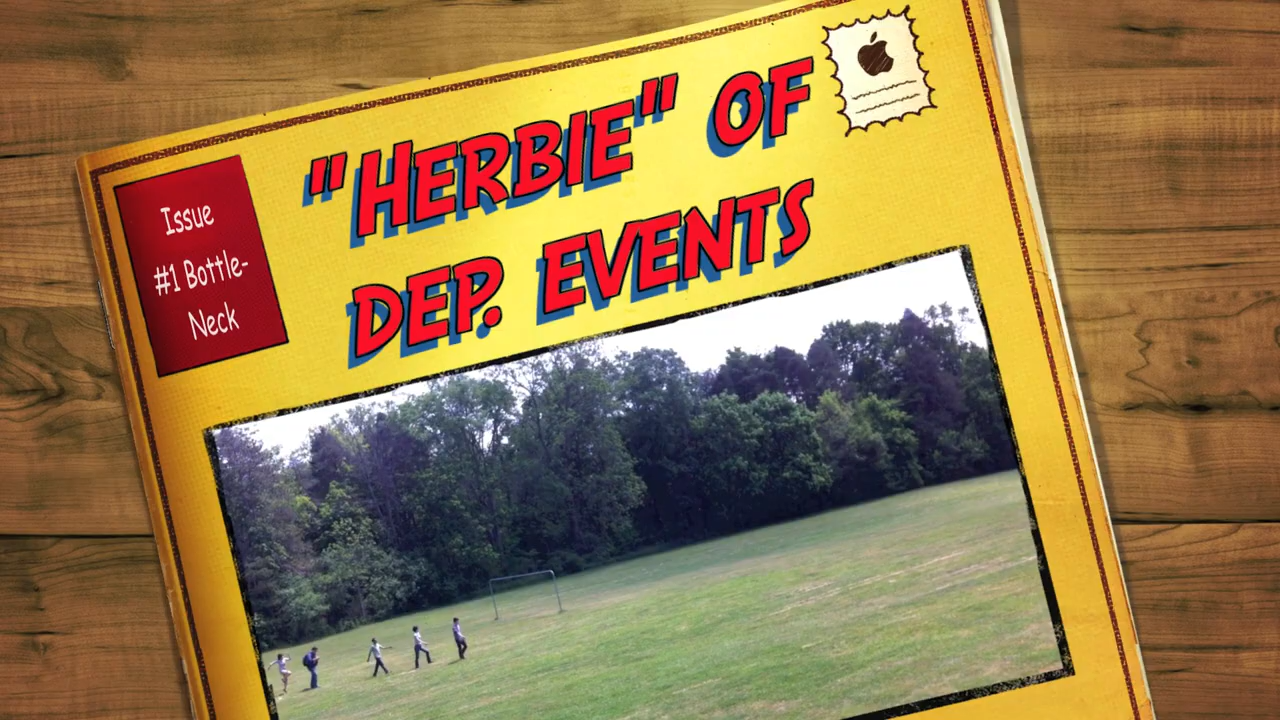 "HERBIE" OF
DEP. EVENTS
Issue
#1 Bottle-
Neck